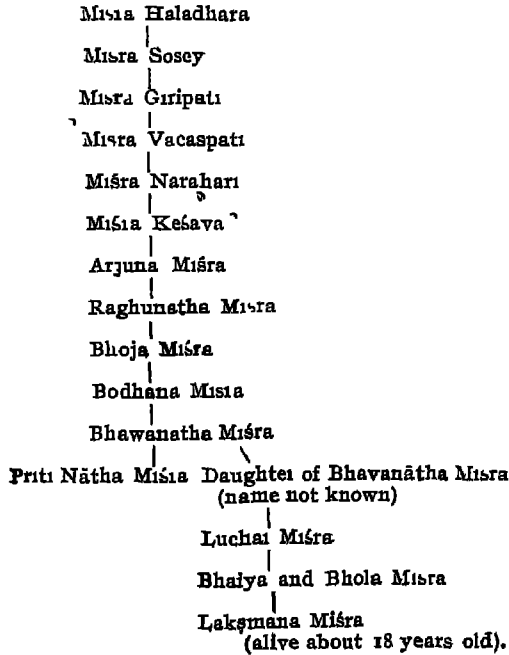 Misra Haladhara
Misra Sosey
Misra Giripati
Misra Vacaspati
Miśra Narahari
Miśra Keśava
Arjuna Miśra
Raghunatha Misra
Bhoja Miśra
Bodhana Misra
Bhawanatha Miśra
Priti Nātha Miśra Daughter of Bhavanātha Misra
(name not known)
Luchai Miśra
Bhaiya and Bhola Misra
Lakṣmana Miśra
(alive about 18 years old).